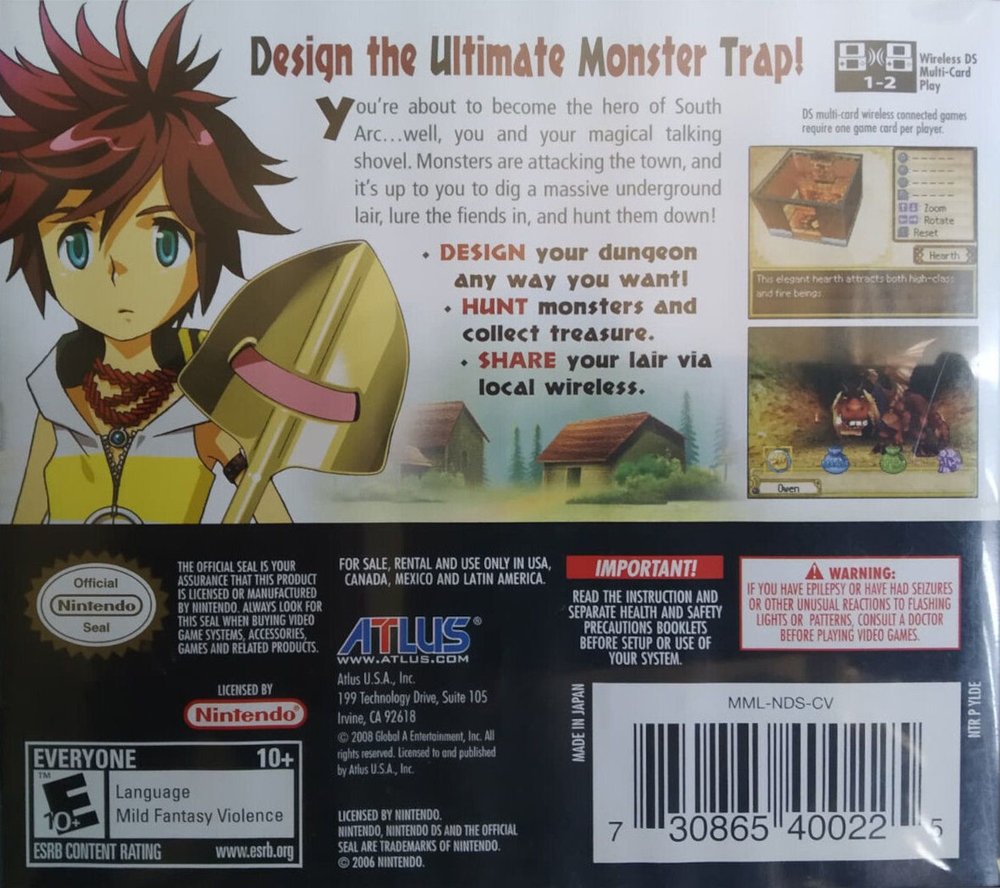 Design the Ultimate Monster Trap!
You're about to become the hero of South
Arc...well, you and your magical talking
shovel. Monsters are attacking the town, and
it's up to you to dig a massive underground
lair, lure the fiends in, and hunt them down!
• DESIGN your dungeon
any way you want!
• HUNT monsters and
collect treasure.
• SHARE your lair via
local wireless.
1-2
Wireless DS
Multi-Card
Play
DS multi-card wireless connected games
require one game card per player.
Zoom
Rotate
Reset
Hearth
This elegant hearth attracts both high-class
and fire beings
Owen
Official
Nintendo
Seal
THE OFFICIAL SEAL IS YOUR
ASSURANCE THAT THIS PRODUCT
IS LICENSED OR MANUFACTURED
BY NINTENDO. ALWAYS LOOK FOR
THIS SEAL WHEN BUYING VIDEO
GAME SYSTEMS, ACCESSORIES,
GAMES AND RELATED PRODUCTS.
LICENSED BY
Nintendo®
EVERYONE 10+
TM
E
10+
Language
Mild Fantasy Violence
ESRB CONTENT RATING www.esrb.org
FOR SALE, RENTAL AND USE ONLY IN USA,
CANADA, MEXICO AND LATIN AMERICA.
ATLUS®
WWW.ATLUS.COM
Atlus U.S.A., Inc.
199 Technology Drive, Suite 105
Irvine, CA 92618
© 2008 Global A Entertainment, Inc. All
rights reserved. Licensed to and published
by Atlus U.S.A., Inc.
LICENSED BY NINTENDO.
NINTENDO, NINTENDO DS AND THE OFFICIAL
SEAL ARE TRADEMARKS OF NINTENDO.
© 2006 NINTENDO.
IMPORTANT!
READ THE INSTRUCTION AND
SEPARATE HEALTH AND SAFETY
PRECAUTIONS BOOKLETS
BEFORE SETUP OR USE OF
YOUR SYSTEM.
WARNING:
IF YOU HAVE EPILEPSY OR HAVE HAD SEIZURES
OR OTHER UNUSUAL REACTIONS TO FLASHING
LIGHTS OR PATTERNS, CONSULT A DOCTOR
BEFORE PLAYING VIDEO GAMES.
MADE IN JAPAN
MML-NDS-CV
7 30865 40022 5
NTR P YLDE